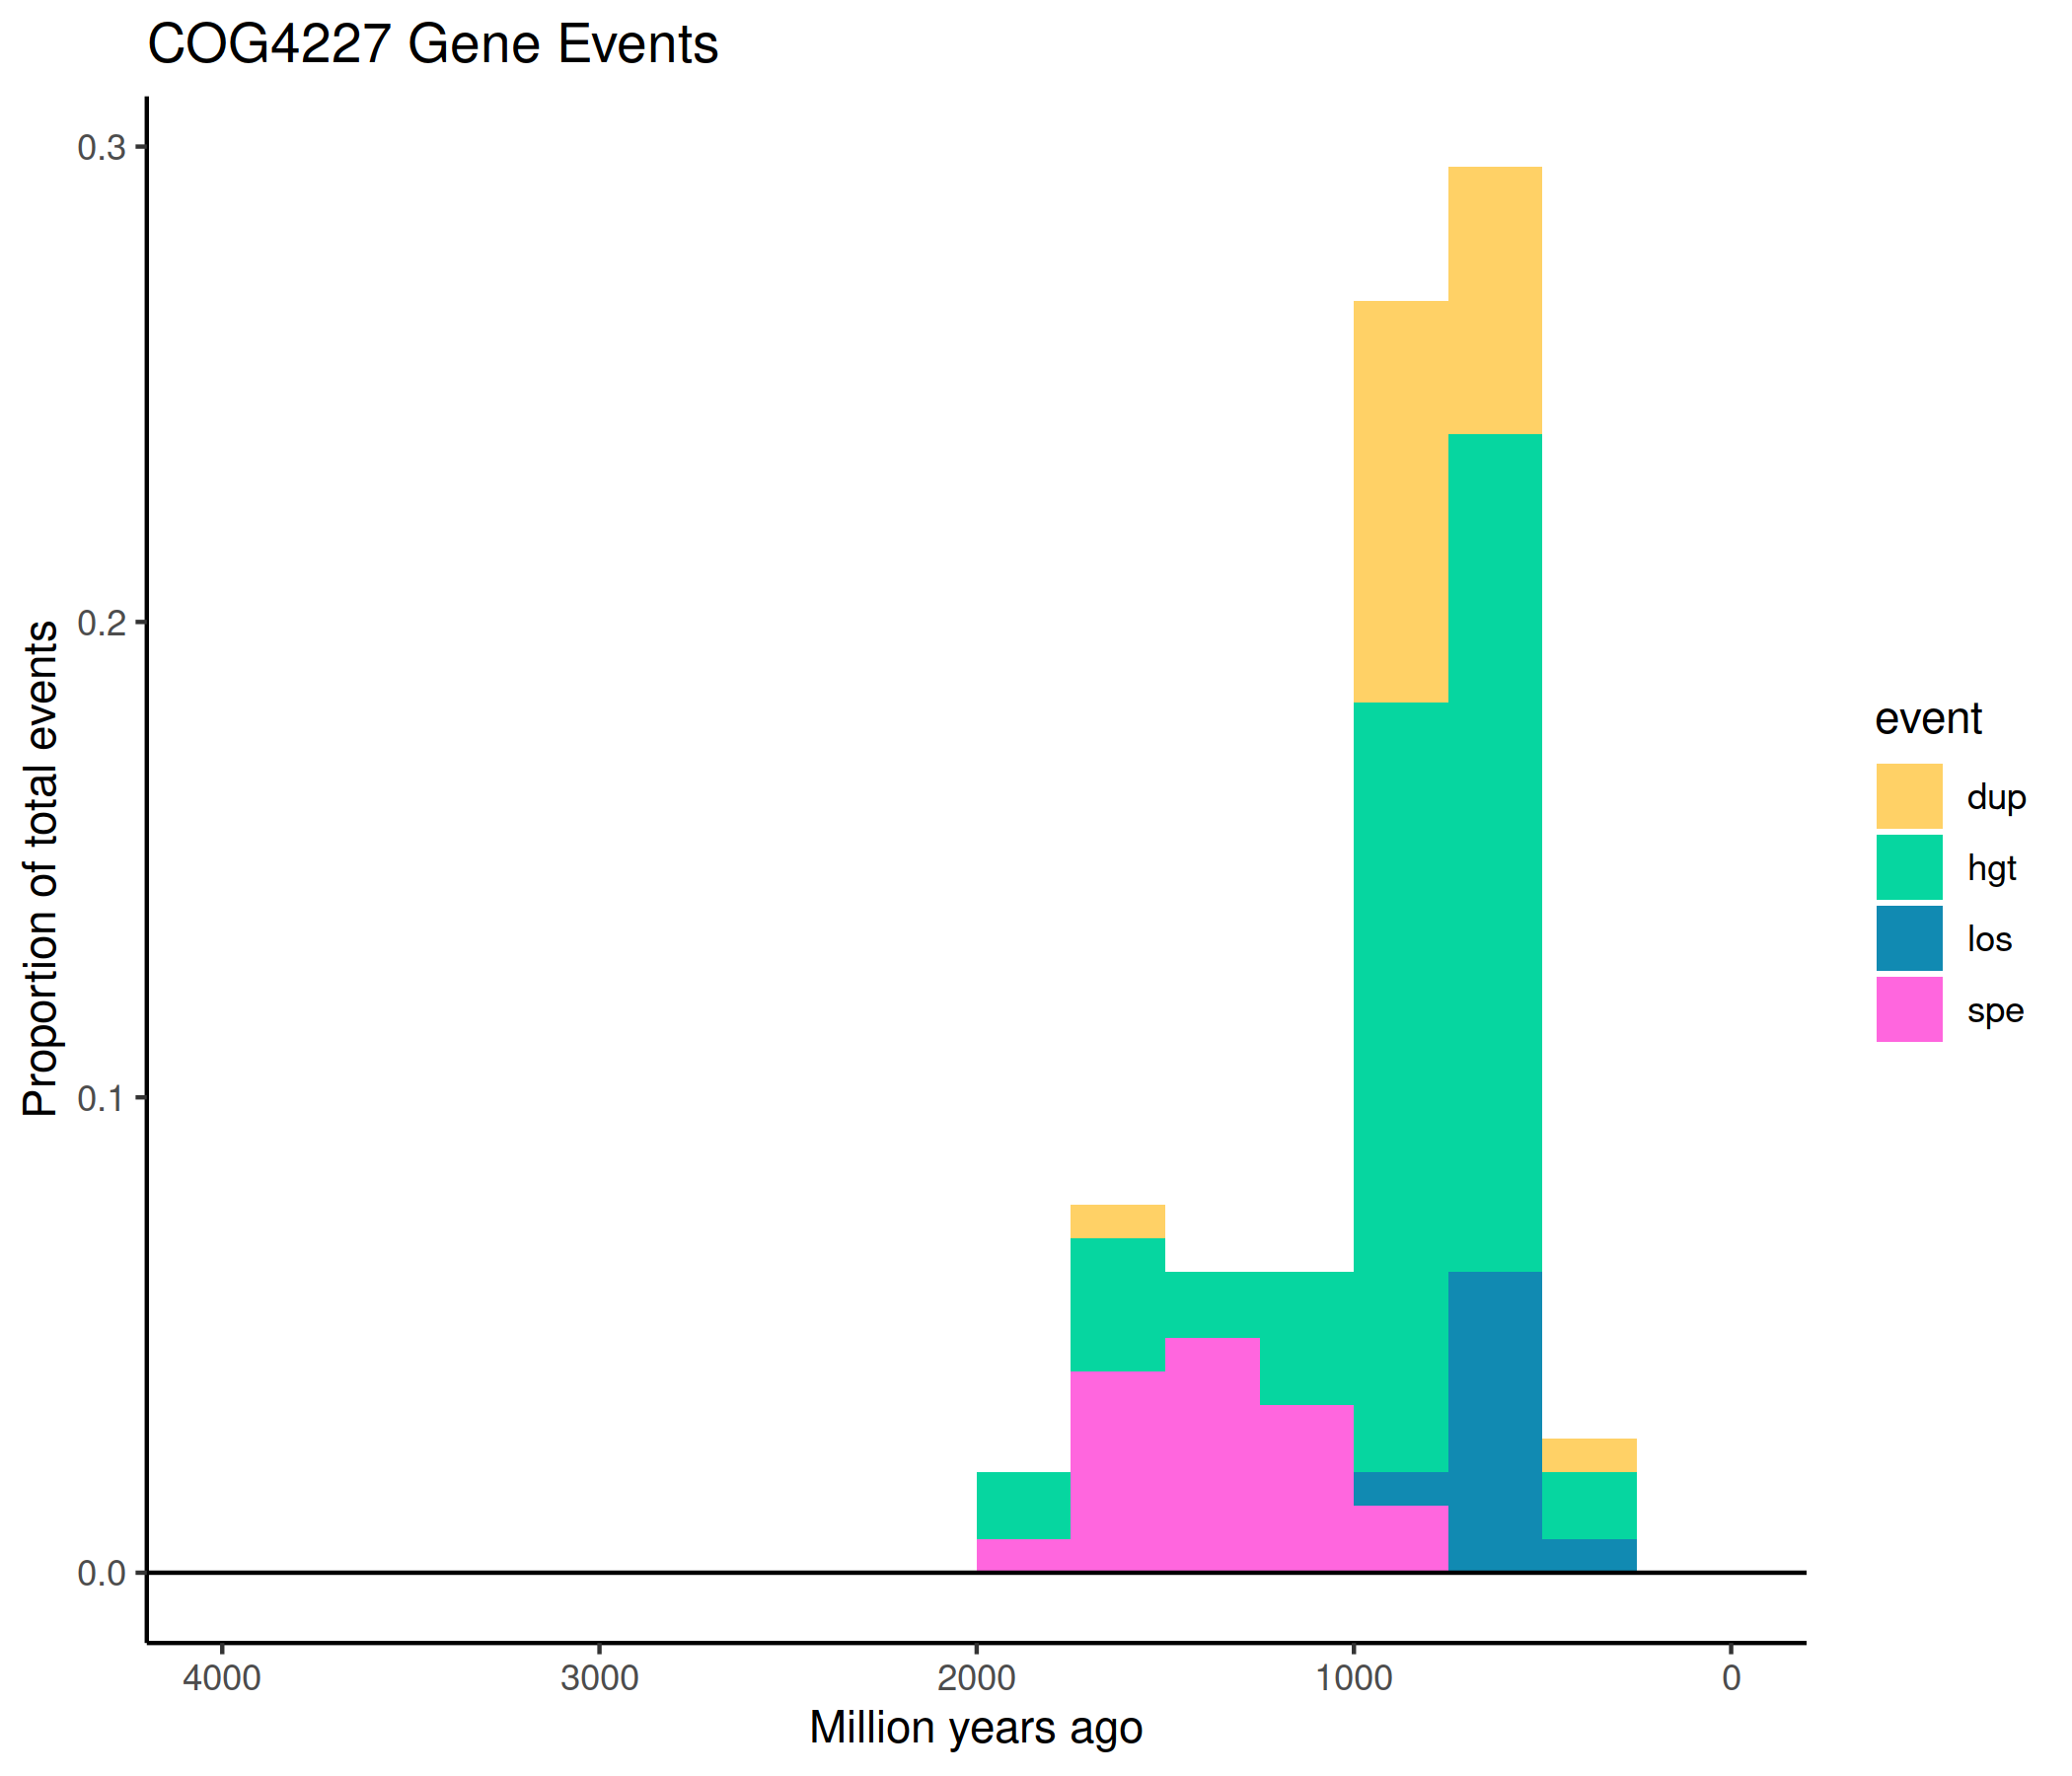 COG4227 Gene Events
Proportion of total events
0.3
0.2
0.1
0.0
4000 3000 2000 1000 0
Million years ago
event
dup
hgt
los
spe